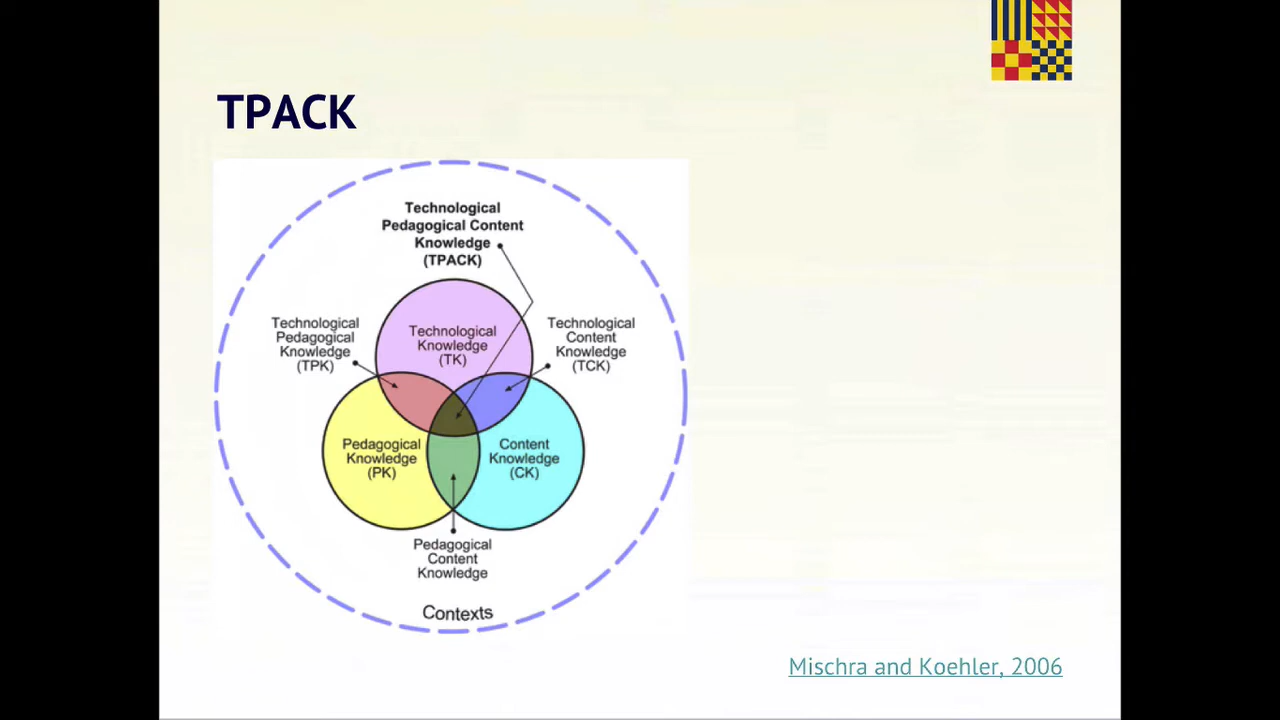 TPACK
Technological
Pedagogical Content
Knowledge
(TPACK)
Technological
Pedagogical
Knowledge
(TPK)
Technological
Knowledge
(TK)
Technological
Content
Knowledge
(TCK)
Pedagogical
Knowledge
(PK)
Content
Knowledge
(CK)
Pedagogical
Content
Knowledge
Contexts
Mischra and Koehler, 2006